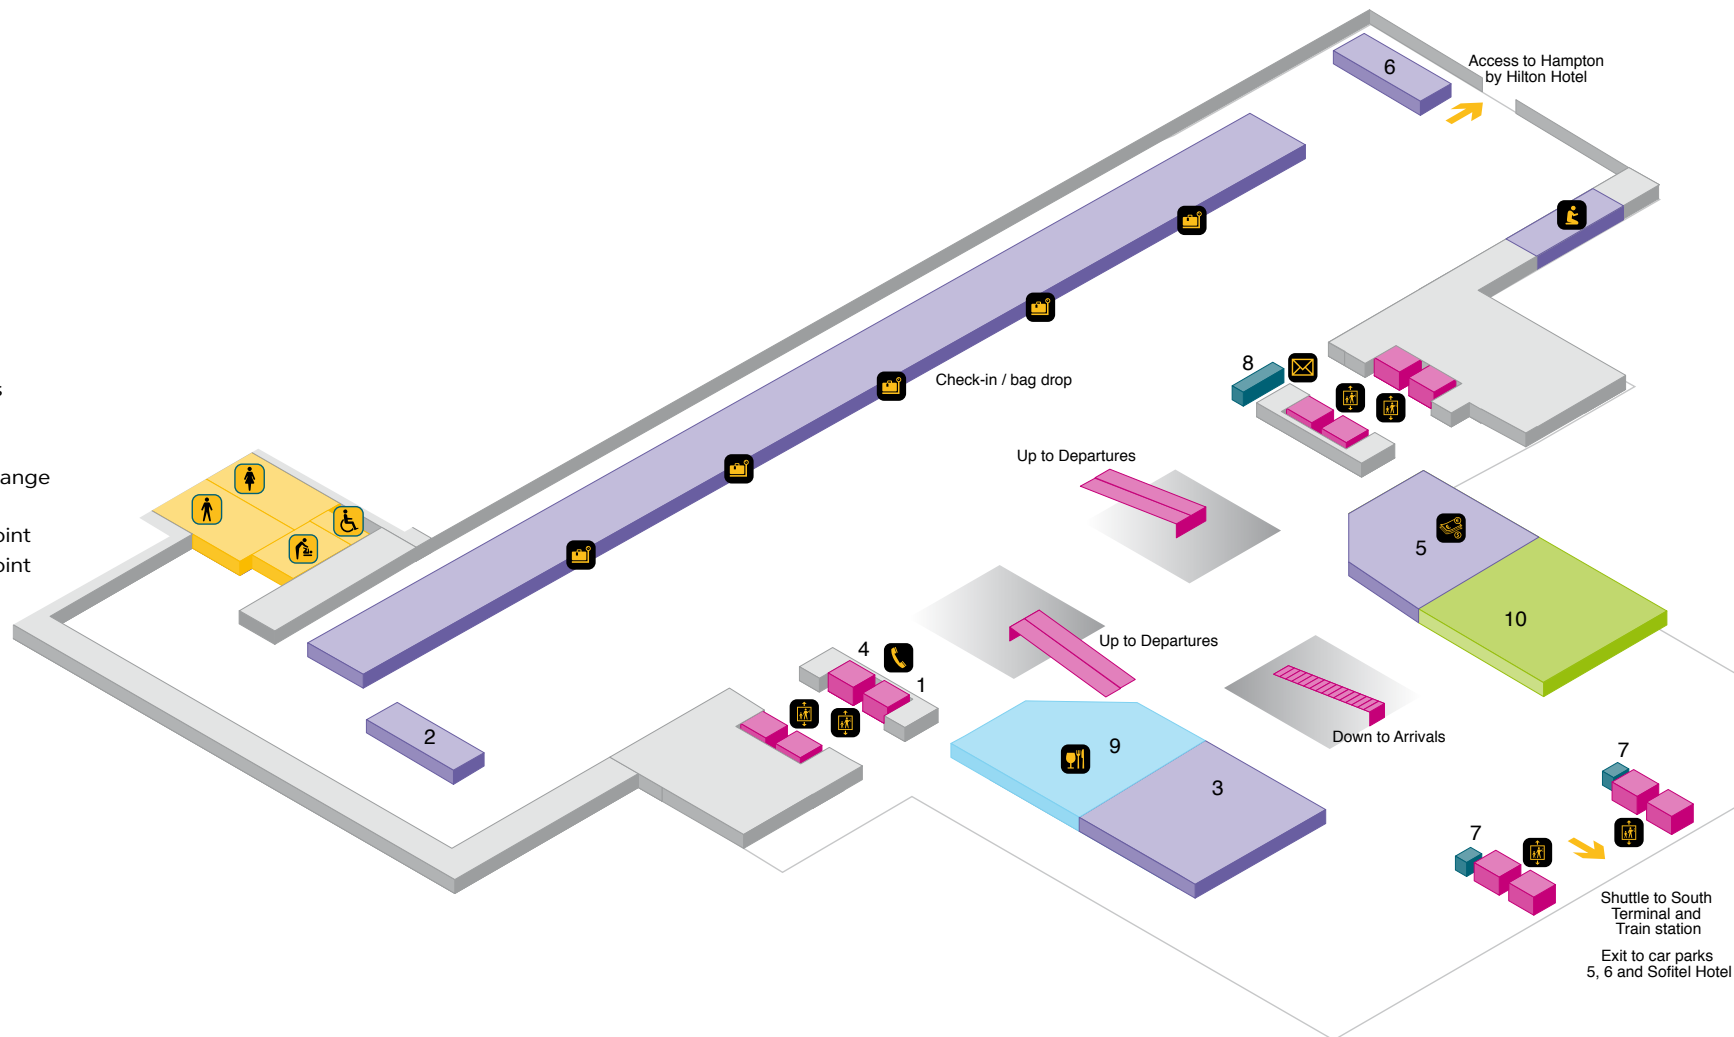 6
Access to Hampton
by Hilton Hotel
8
Check-in / bag drop
s
Up to Departures
ange
oint
oint
5
10
4
1
Up to Departures
2
9
3
Down to Arrivals
7
7
Shuttle to South
Terminal and
Train station
Exit to car parks
5, 6 and Sofitel Hotel